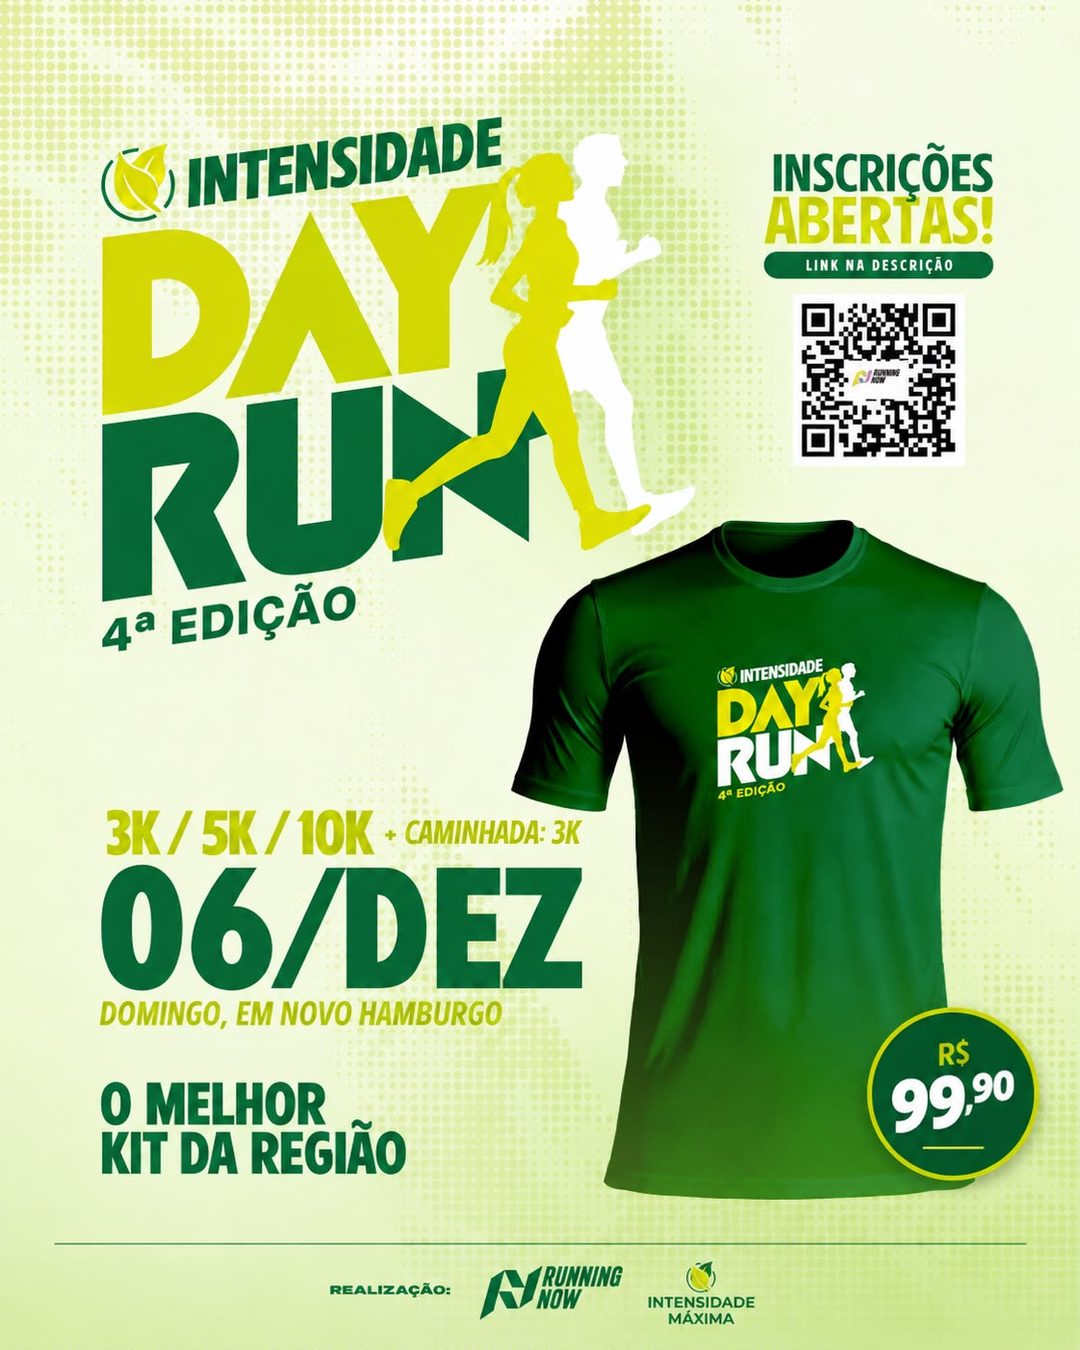 INTENSIDADE
DAY
RUN
4ª EDIÇÃO
INSCRIÇÕES
ABERTAS!
LINK NA DESCRIÇÃO
RUNNING
NOW
INTENSIDADE
DAY
RUN
4ª EDIÇÃO
3K / 5K / 10K + CAMINHADA: 3K
06/DEZ
DOMINGO, EM NOVO HAMBURGO
O MELHOR
KIT DA REGIÃO
R$
99,90
REALIZAÇÃO:
RUNNING
NOW
INTENSIDADE
MÁXIMA